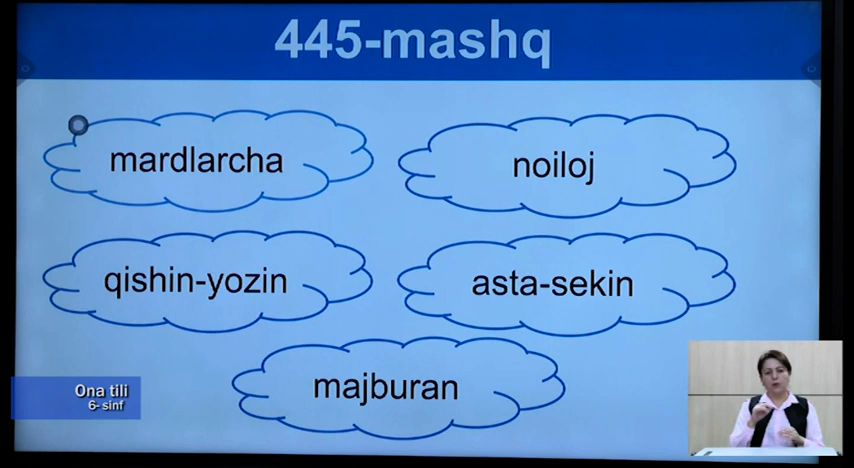 445-mashq
mardlarcha
noiloj
qishin-yozin
asta-sekin
majburan
Ona tili
6-sinf